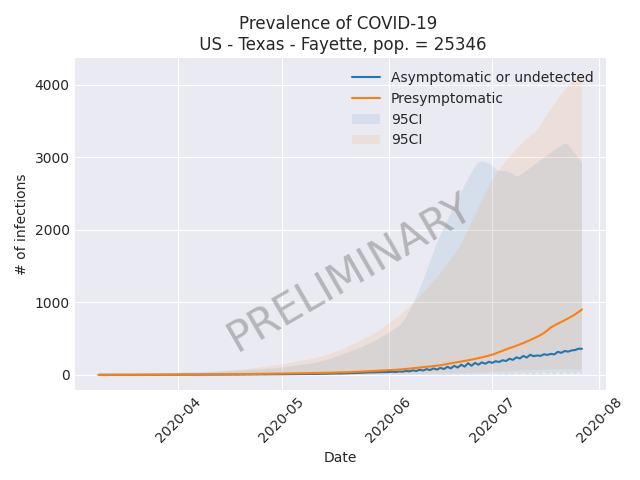 Prevalence of COVID-19
US - Texas - Fayette, pop. = 25346
Asymptomatic or undetected
Presymptomatic
95CI
95CI
# of infections
4000
3000
2000
1000
0
PRELIMINARY
2020-04
2020-05
2020-06
2020-07
2020-08
Date